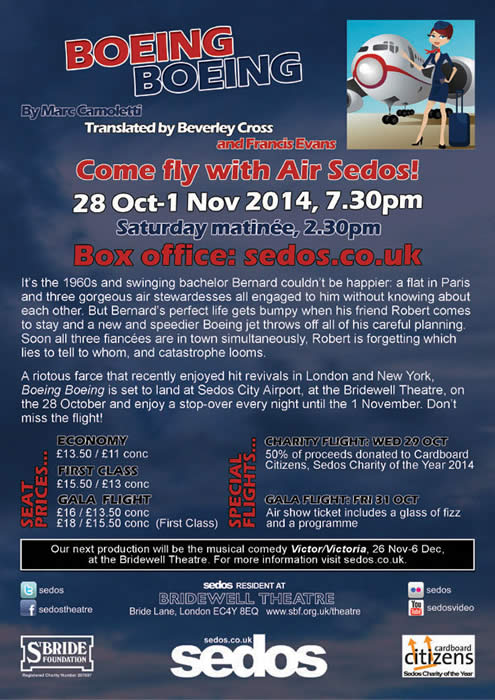 BOEING
BOEING
By Marc Camoletti
Translated by Beverley Cross
and Francis Evans
Come fly with Air Sedos!
28 Oct-1 Nov 2014, 7.30pm
Saturday matinée, 2.30pm
Box office: sedos.co.uk
It's the 1960s and swinging bachelor Bernard couldn't be happier: a flat in Paris
and three gorgeous air stewardesses all engaged to him without knowing about
each other. But Bernard's perfect life gets bumpy when his friend Robert comes
to stay and a new and speedier Boeing jet throws off all of his careful planning.
Soon all three fiancées are in town simultaneously, Robert is forgetting which
lies to tell to whom, and catastrophe looms.
A riotous farce that recently enjoyed hit revivals in London and New York,
Boeing Boeing is set to land at Sedos City Airport, at the Bridewell Theatre, on
the 28 October and enjoy a stop-over every night until the 1 November. Don't
miss the flight!
SEAT
PRICES...
ECONOMY
£13.50 / £11 conc
FIRST CLASS
£15.50 / £13 conc
GALA FLIGHT
£16 / £13.50 conc
£18 / £15.50 conc (First Class)
SPECIAL
FLIGHTS...
CHARITY FLIGHT: WED 29 OCT
50% of proceeds donated to Cardboard
Citizens, Sedos Charity of the Year 2014
GALA FLIGHT: FRI 31 OCT
Air show ticket includes a glass of fizz
and a programme
Our next production will be the musical comedy Victor/Victoria, 26 Nov-6 Dec,
at the Bridewell Theatre. For more information visit sedos.co.uk.
sedos
sedostheatre
sedos RESIDENT AT
BRIDEWELL THEATRE
Bride Lane, London EC4Y 8EQ www.sbf.org.uk/theatre
sedos
You Tube sedosvideo
ST BRIDE
FOUNDATION
Registered Charity Number 207607
sedos.co.uk
sedos
cardboard
citizens
Sedos Charity of the Year